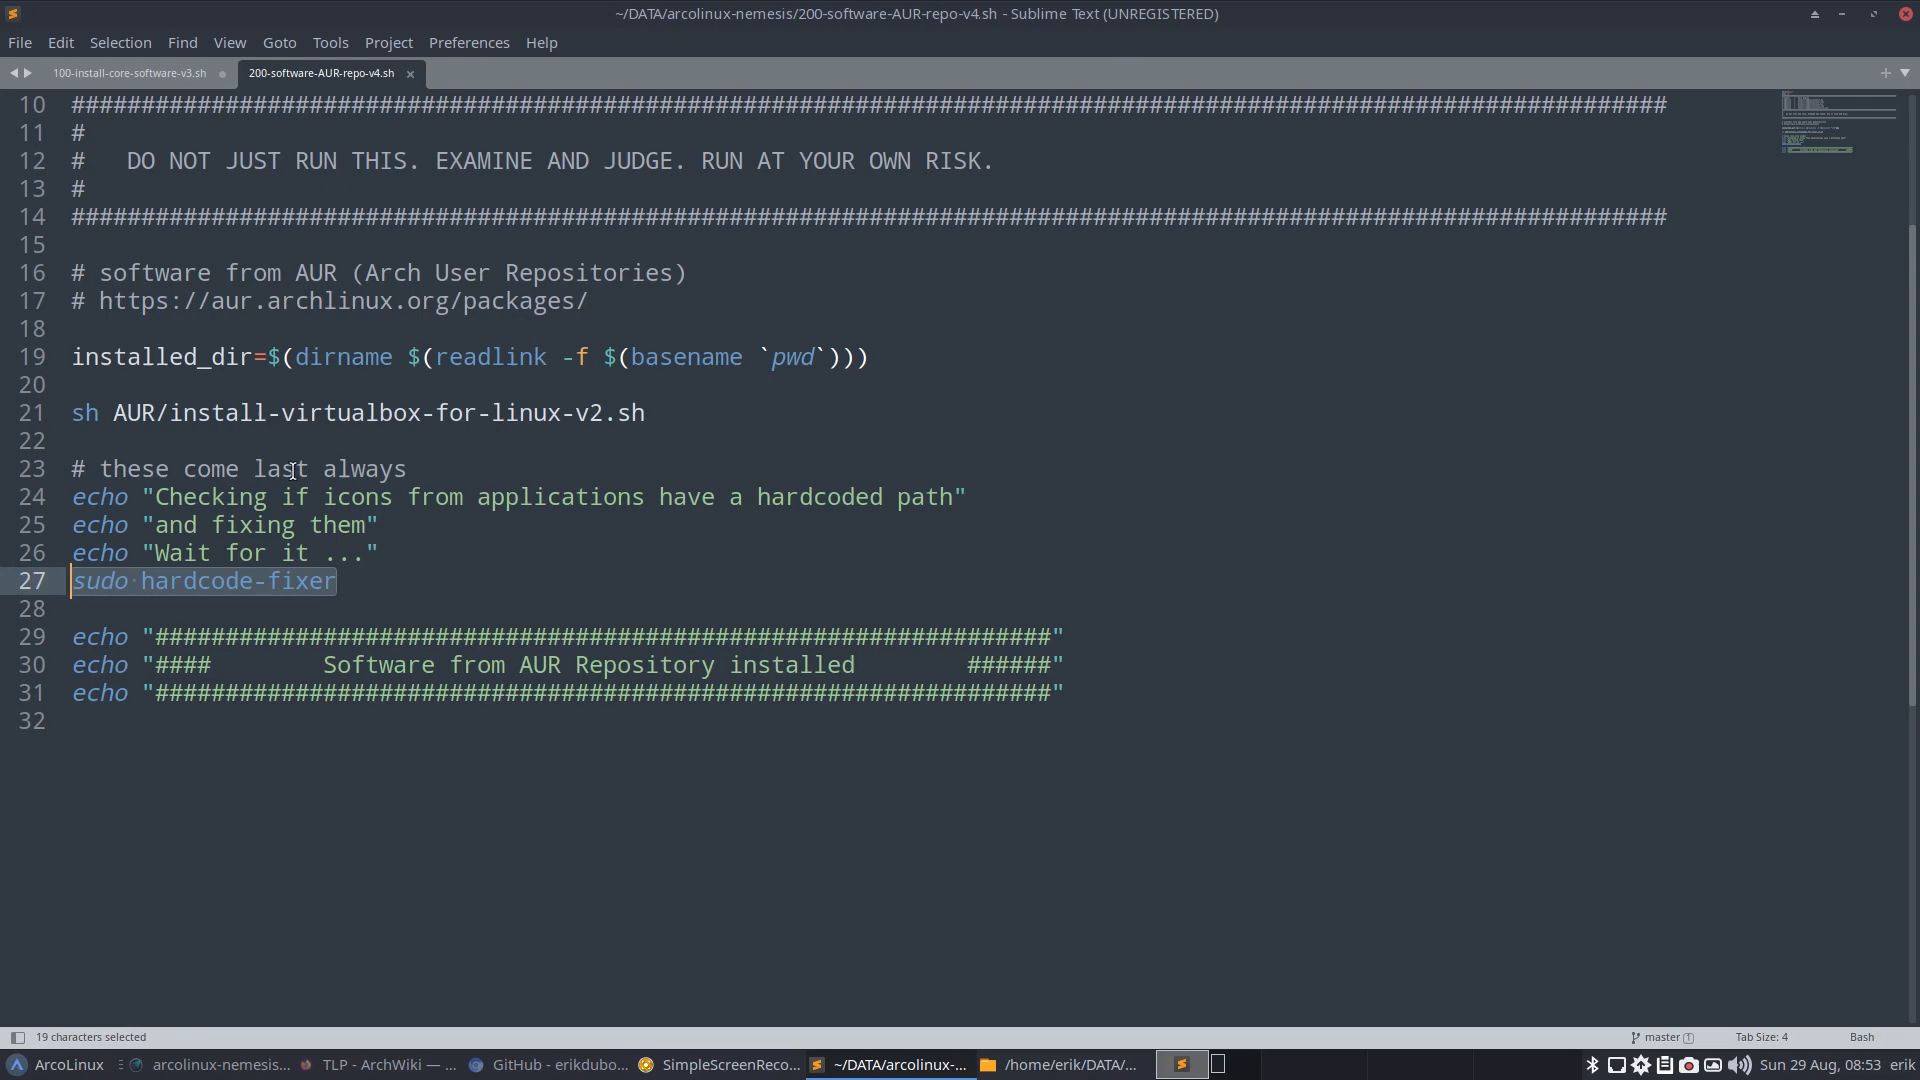 ~/DATA/arcolinux-nemesis/200-software-AUR-repo-v4.sh - Sublime Text (UNREGISTERED)
File Edit Selection Find View Goto Tools Project Preferences Help
100-install-core-software-v3.sh 200-software-AUR-repo-v4.sh
10 ##################################################################################################################
11 #
12 #   DO NOT JUST RUN THIS. EXAMINE AND JUDGE. RUN AT YOUR OWN RISK.
13 #
14 ##################################################################################################################
15
16 # software from AUR (Arch User Repositories)
17 # https://aur.archlinux.org/packages/
18
19 installed_dir=$(dirname $(readlink -f $(basename `pwd`)))
20
21 sh AUR/install-virtualbox-for-linux-v2.sh
22
23 # these come last always
24 echo "Checking if icons from applications have a hardcoded path"
25 echo "and fixing them"
26 echo "Wait for it ..."
27 sudo hardcode-fixer
28
29 echo "################################################################"
30 echo "####        Software from AUR Repository installed        ######"
31 echo "################################################################"
32
19 characters selected master 1 Tab Size: 4 Bash
ArcoLinux arcolinux-nemesis... TLP - ArchWiki — ... GitHub - erikdubo... SimpleScreenReco... ~/DATA/arcolinux-... /home/erik/DATA/... Sun 29 Aug, 08:53 erik